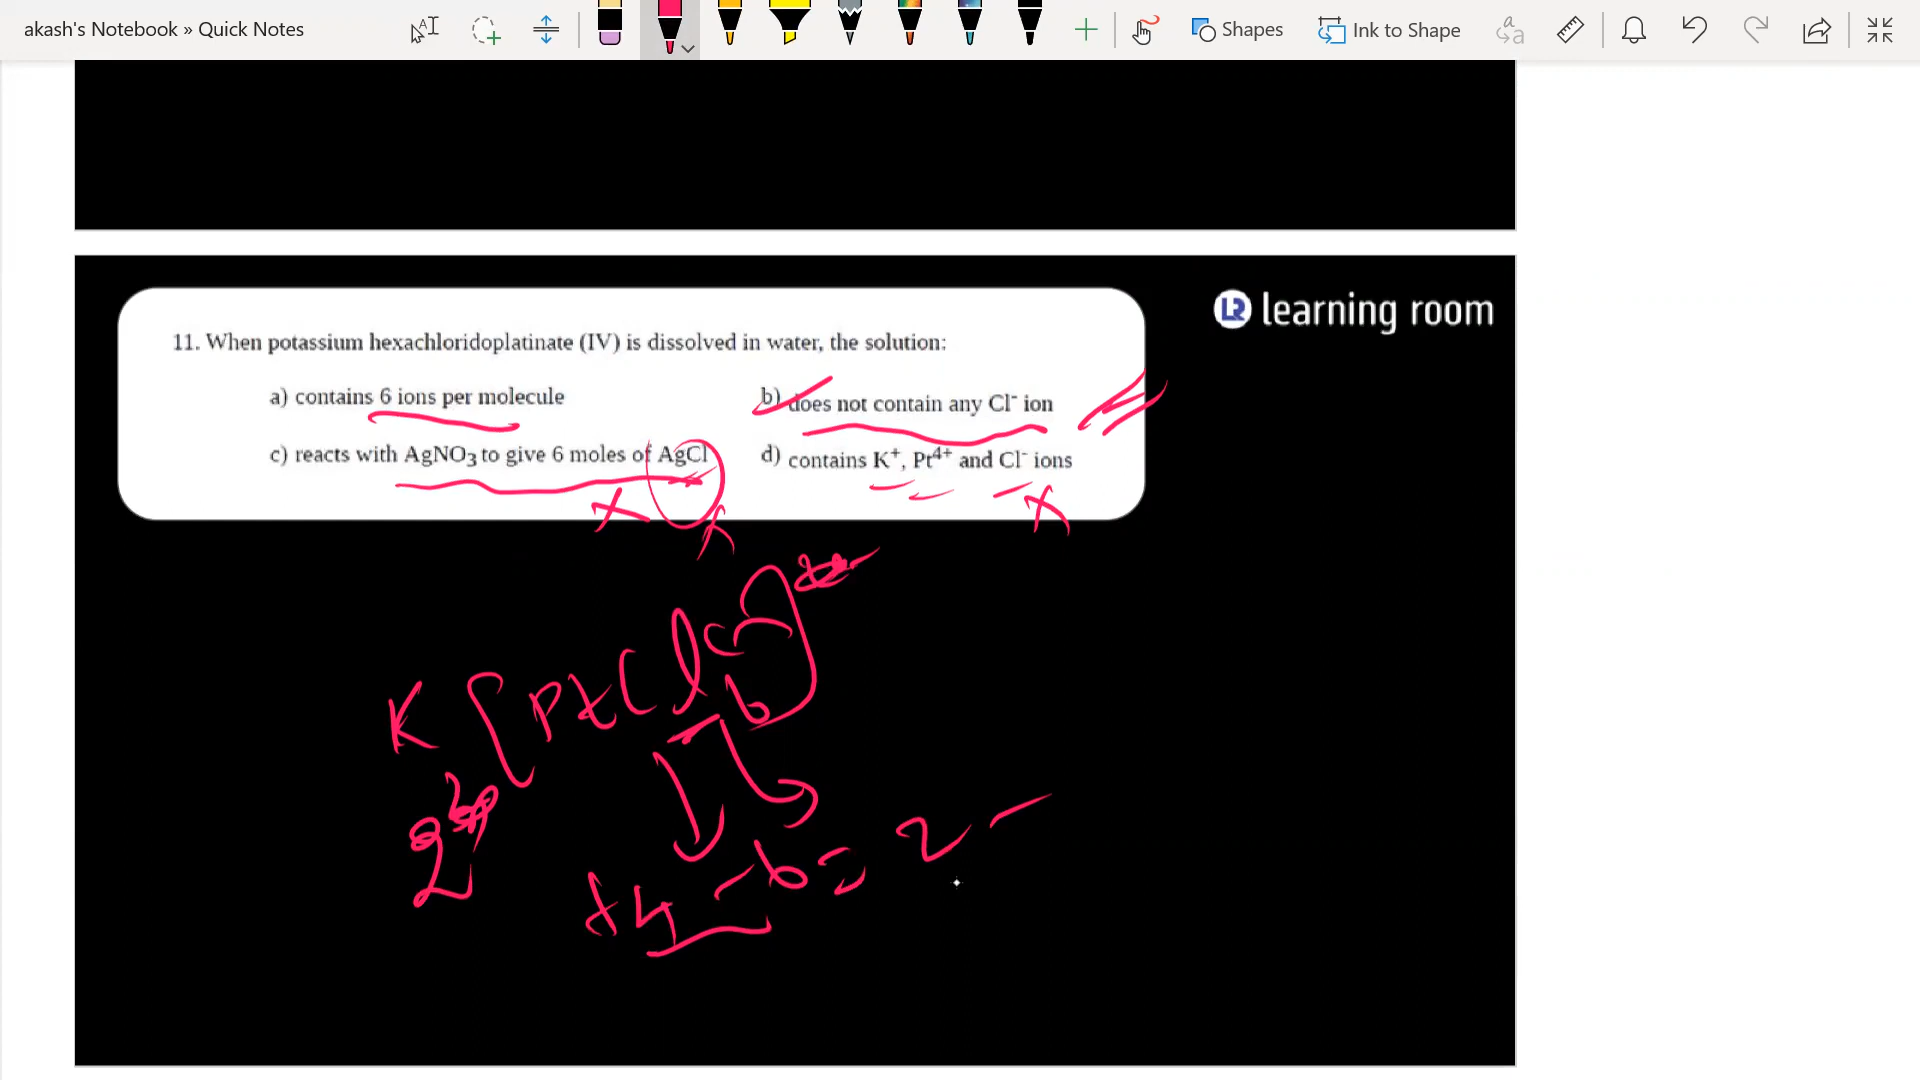 akash's Notebook » Quick Notes
Shapes
Ink to Shape
learning room
11. When potassium hexachloridoplatinate (IV) is dissolved in water, the solution:
a) contains 6 ions per molecule
b) does not contain any Cl⁻ ion
c) reacts with AgNO₃ to give 6 moles of AgCl
d) contains K⁺, Pt⁴⁺ and Cl⁻ ions
K [PtCl6]
2
+4 -6 = 2-